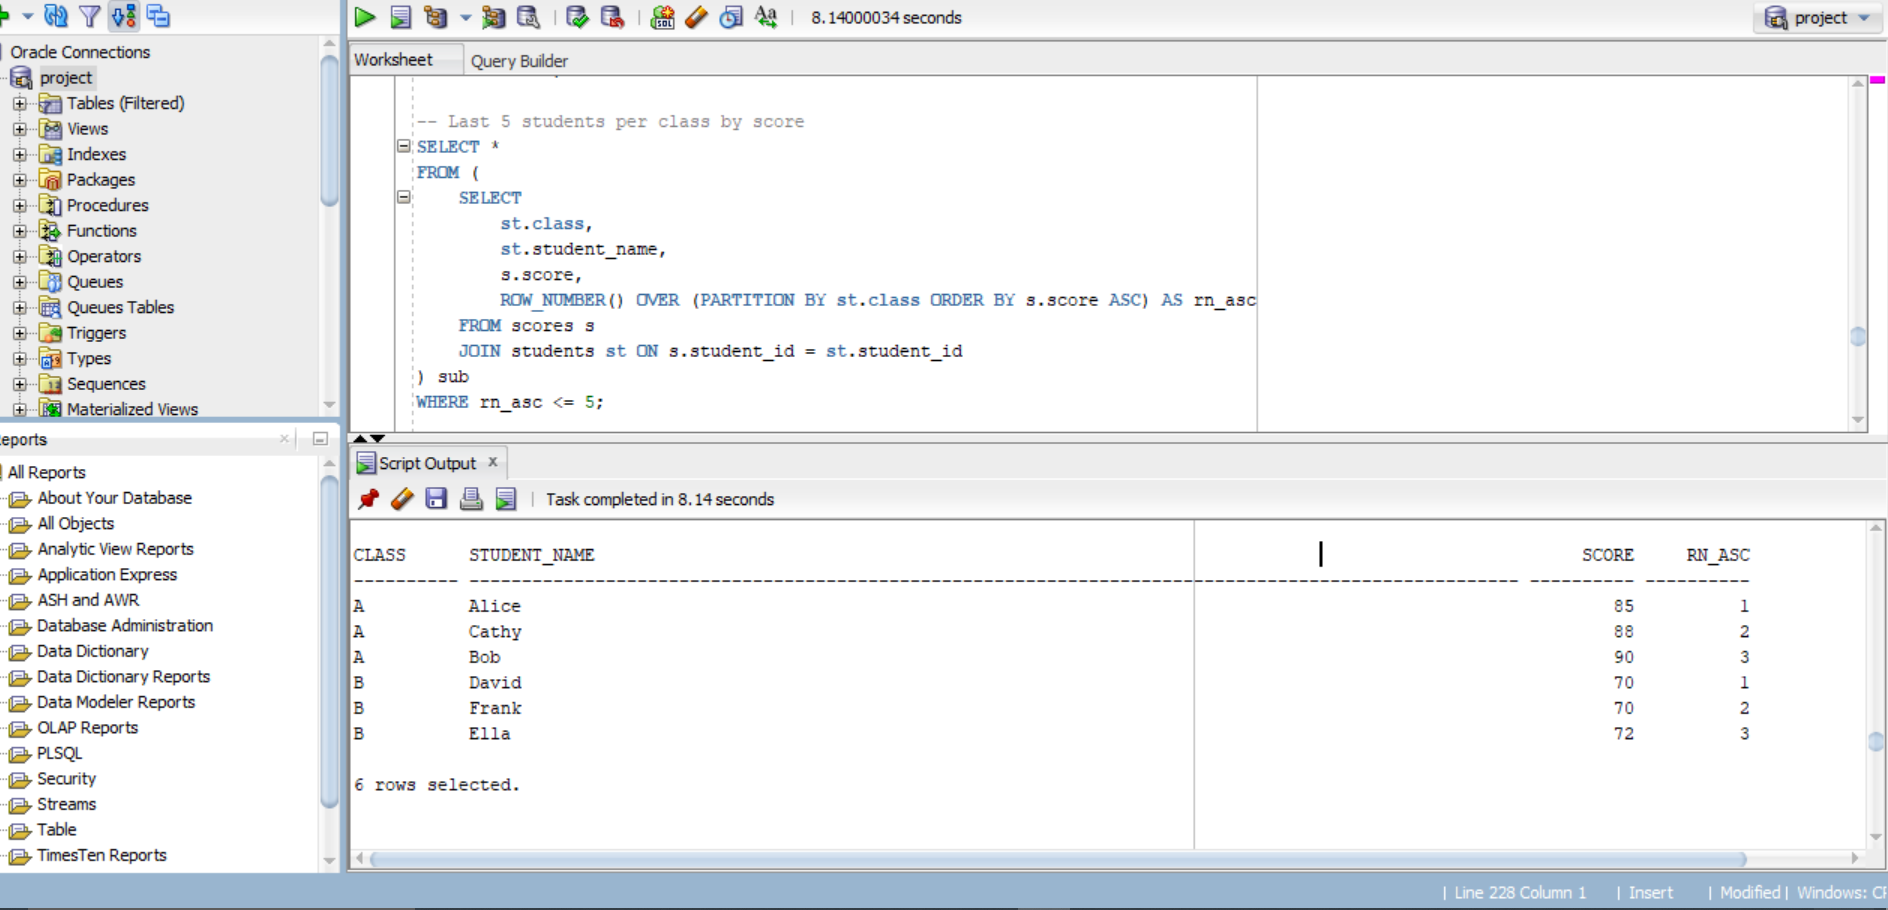 8.14000034 seconds
project
Oracle Connections
project
Tables (Filtered)
Views
Indexes
Packages
Procedures
Functions
Operators
Queues
Queues Tables
Triggers
Types
Sequences
Materialized Views
eports
All Reports
About Your Database
All Objects
Analytic View Reports
Application Express
ASH and AWR
Database Administration
Data Dictionary
Data Dictionary Reports
Data Modeler Reports
OLAP Reports
PLSQL
Security
Streams
Table
TimesTen Reports
Worksheet Query Builder
-- Last 5 students per class by score
SELECT *
FROM (
SELECT
st.class,
st.student_name,
s.score,
ROW_NUMBER() OVER (PARTITION BY st.class ORDER BY s.score ASC) AS rn_asc
FROM scores s
JOIN students st ON s.student_id = st.student_id
) sub
WHERE rn_asc <= 5;
Script Output x
Task completed in 8.14 seconds
CLASS STUDENT_NAME SCORE RN_ASC
A Alice 85 1
A Cathy 88 2
A Bob 90 3
B David 70 1
B Frank 70 2
B Ella 72 3
6 rows selected.
| Line 228 Column 1 | Insert | Modified | Windows: